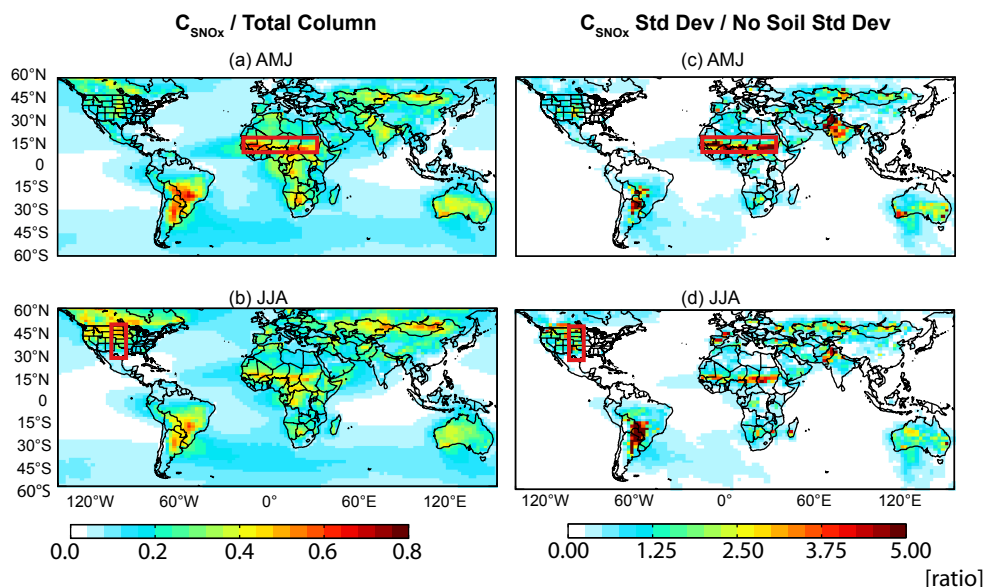 C_SNOx / Total Column
C_SNOx Std Dev / No Soil Std Dev
(a) AMJ
60°N
45°N
30°N
15°N
0
15°S
30°S
45°S
60°S
(c) AMJ
(b) JJA
60°N
45°N
30°N
15°N
0
15°S
30°S
45°S
60°S
120°W 60°W 0° 60°E 120°E
(d) JJA
120°W 60°W 0° 60°E 120°E
0.0 0.2 0.4 0.6 0.8
0.00 1.25 2.50 3.75 5.00
[ratio]